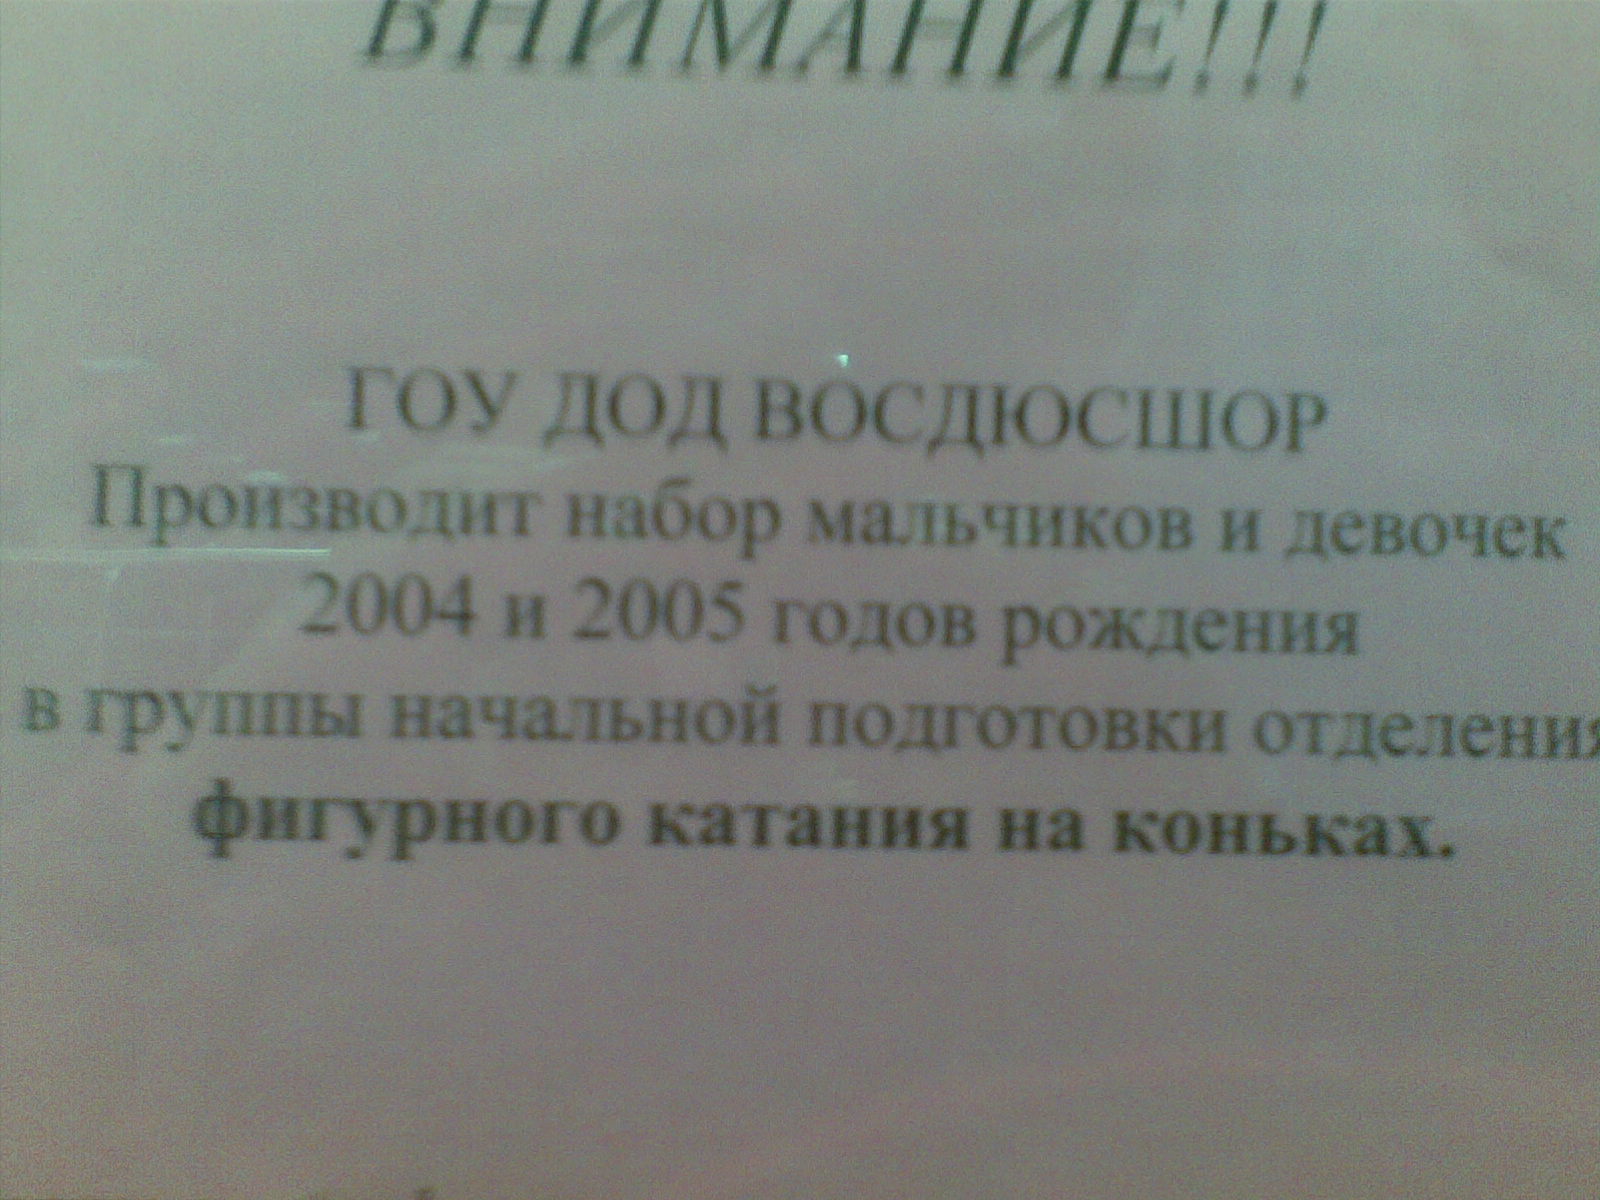 ВНИМАНИЕ!!!
ГОУ ДОД ВОСДЮСШОР
Производит набор мальчиков и девочек
2004 и 2005 годов рождения
в группы начальной подготовки отделения
фигурного катания на коньках.